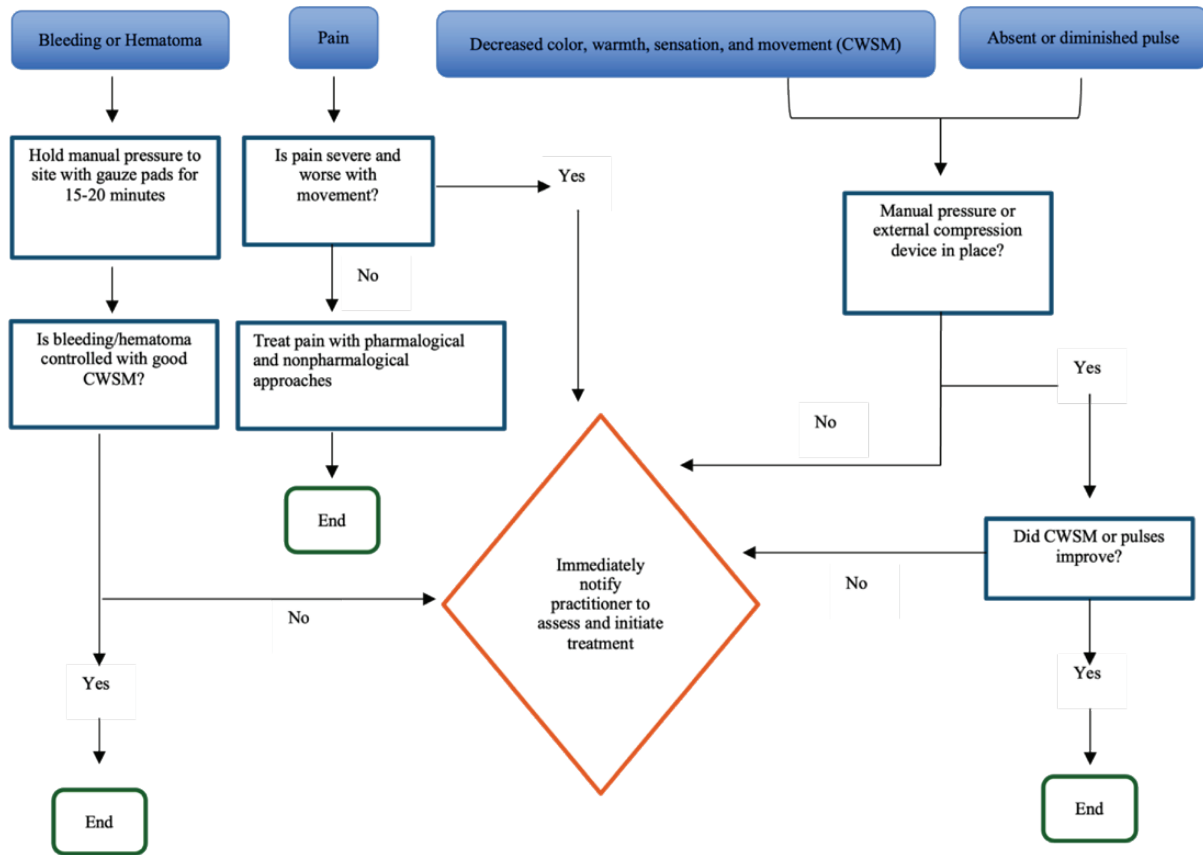 Bleeding or Hematoma
Pain
Decreased color, warmth, sensation, and movement (CWSM)
Absent or diminished pulse
Hold manual pressure to
site with gauze pads for
15-20 minutes
Is pain severe and
worse with
movement?
Yes
Manual pressure or
external compression
device in place?
No
Is bleeding/hematoma
controlled with good
CWSM?
Treat pain with pharmalogical
and nonpharmalogical
approaches
Yes
No
End
Did CWSM or pulses
improve?
Immediately
notify
practitioner to
assess and initiate
treatment
No
No
Yes
Yes
End
End